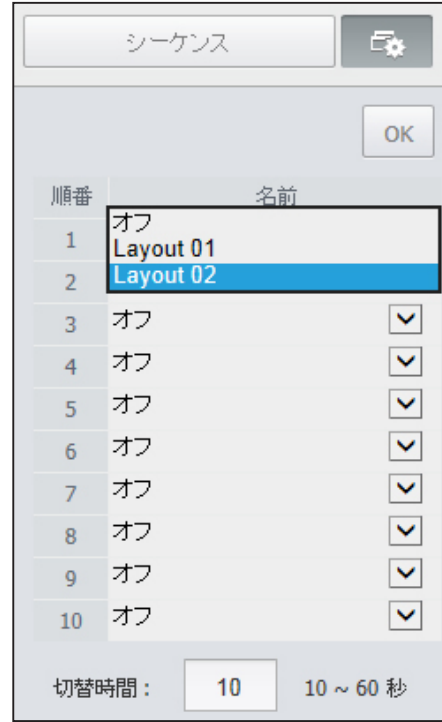 シーケンス
OK
順番 名前
オフ
1
Layout 01
2 Layout 02
3 オフ
4 オフ
5 オフ
6 オフ
7 オフ
8 オフ
9 オフ
10 オフ
切替時間 : 10 10 ~ 60 秒